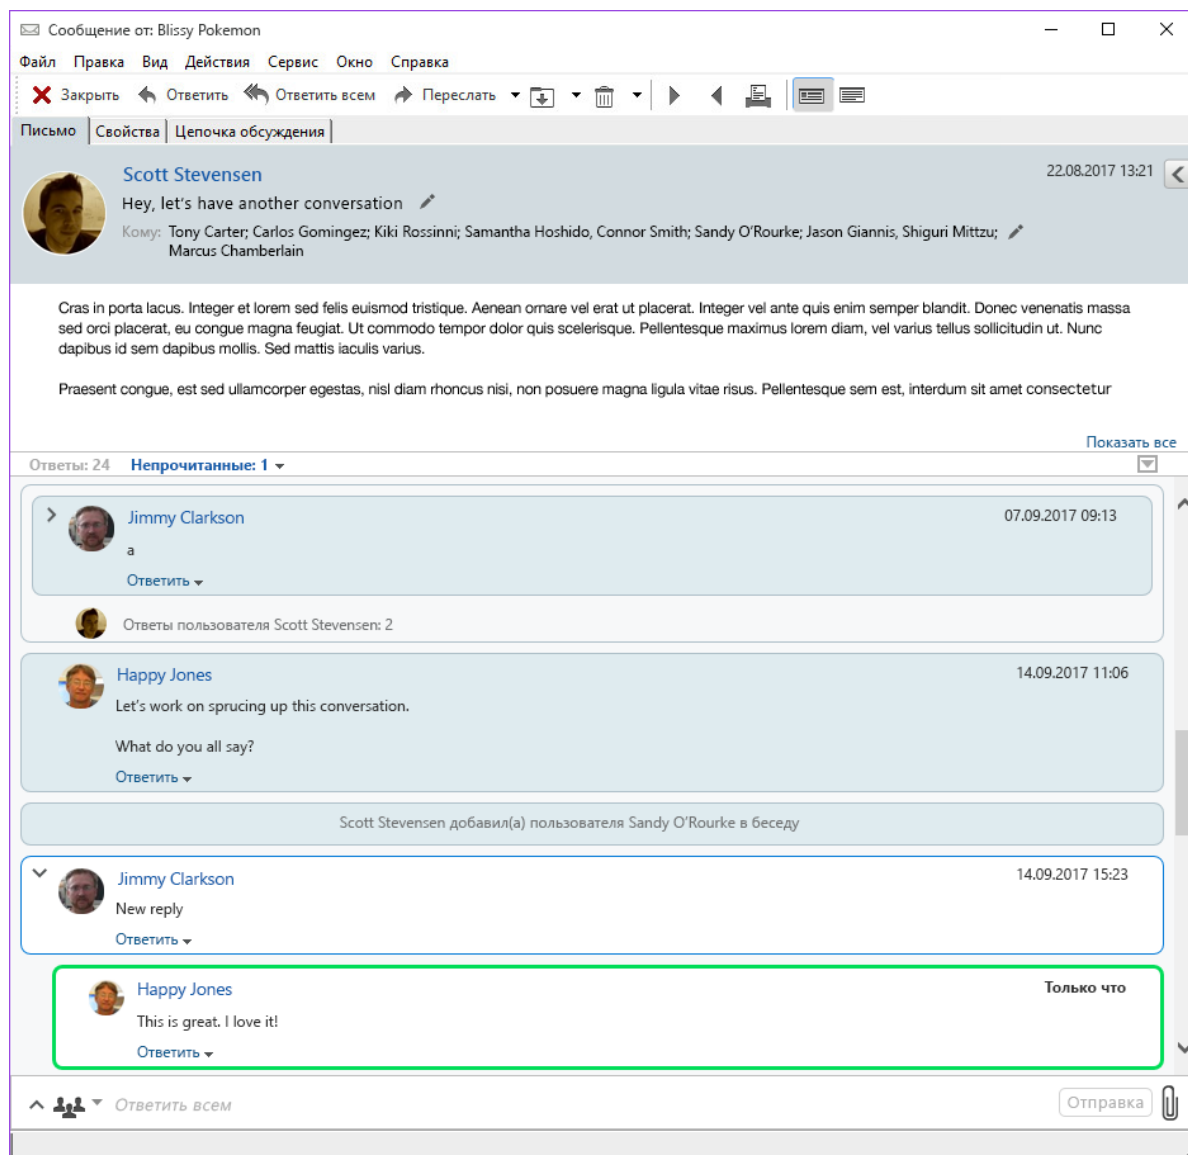 Сообщение от: Blissy Pokemon
Файл Правка Вид Действия Сервис Окно Справка
Закрыть Ответить Ответить всем Переслать
Письмо Свойства Цепочка обсуждения
Scott Stevensen 22.08.2017 13:21
Hey, let's have another conversation
Кому: Tony Carter; Carlos Gomingez; Kiki Rossinni; Samantha Hoshido, Connor Smith; Sandy O'Rourke; Jason Giannis, Shiguri Mittzu;
Marcus Chamberlain
Cras in porta lacus. Integer et lorem sed felis euismod tristique. Aenean ornare vel erat ut placerat. Integer vel ante quis enim semper blandit. Donec venenatis massa
sed orci placerat, eu congue magna feugiat. Ut commodo tempor dolor quis scelerisque. Pellentesque maximus lorem diam, vel varius tellus sollicitudin ut. Nunc
dapibus id sem dapibus mollis. Sed mattis iaculis varius.
Praesent congue, est sed ullamcorper egestas, nisl diam rhoncus nisi, non posuere magna ligula vitae risus. Pellentesque sem est, interdum sit amet consectetur
Показать все
Ответы: 24 Непрочитанные: 1
Jimmy Clarkson 07.09.2017 09:13
a
Ответить
Ответы пользователя Scott Stevensen: 2
Happy Jones 14.09.2017 11:06
Let's work on sprucing up this conversation.
What do you all say?
Ответить
Scott Stevensen добавил(а) пользователя Sandy O'Rourke в беседу
Jimmy Clarkson 14.09.2017 15:23
New reply
Ответить
Happy Jones Только что
This is great. I love it!
Ответить
Ответить всем Отправка